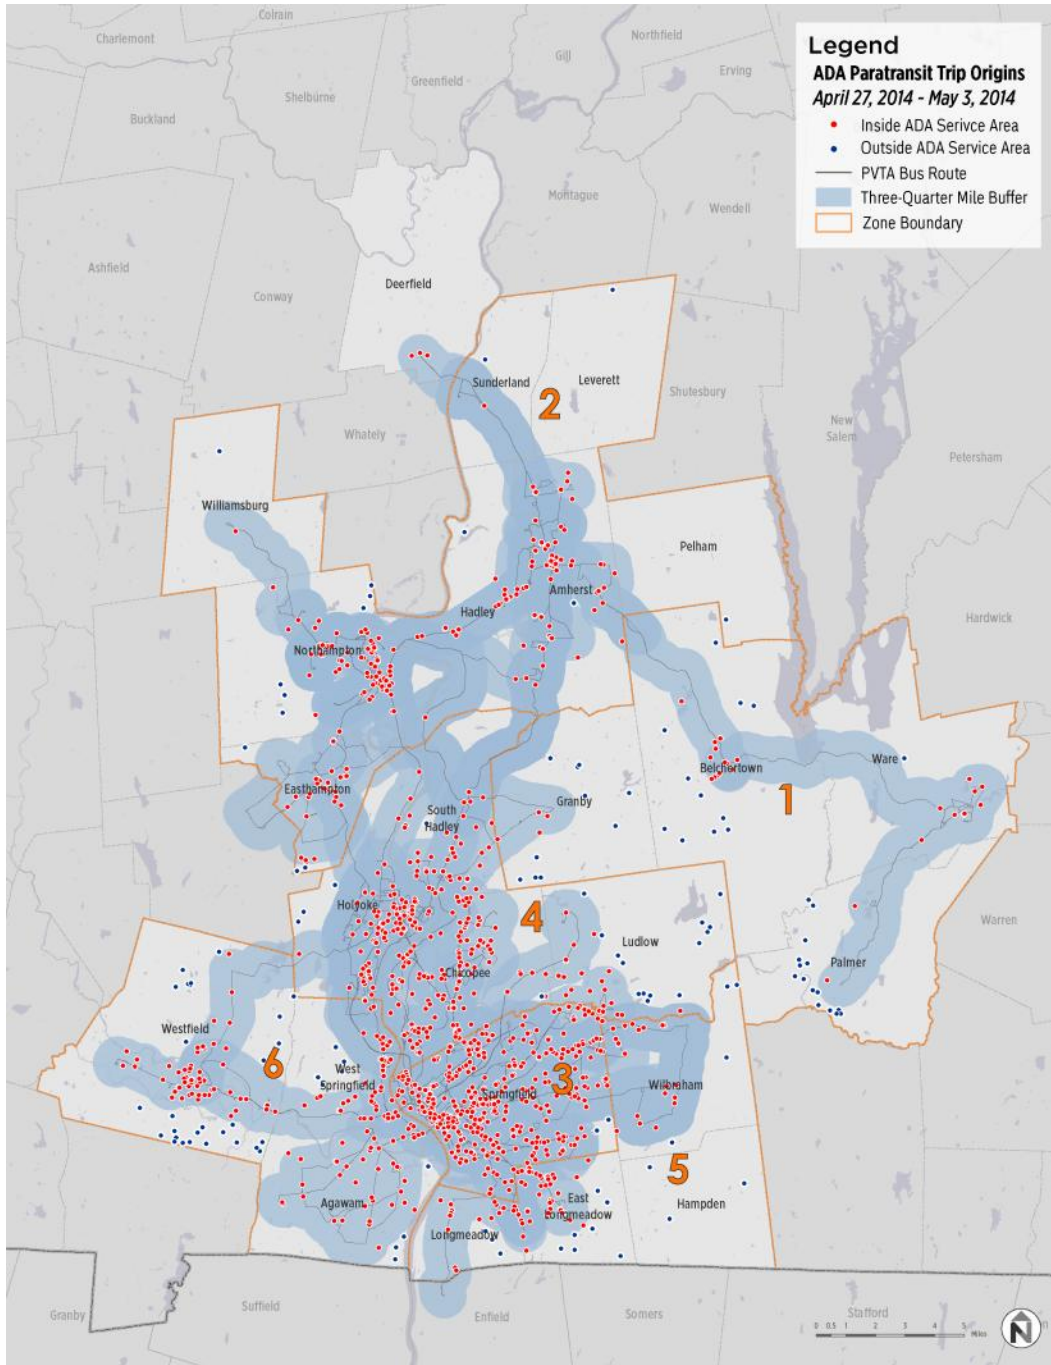 Legend
ADA Paratransit Trip Origins
April 27, 2014 - May 3, 2014
Inside ADA Serivce Area
Outside ADA Service Area
PVTA Bus Route
Three-Quarter Mile Buffer
Zone Boundary
Colrain
Charlemont
Northfield
Gill
Erving
Greenfield
Shelburne
Buckland
Montague
Wendell
Ashfield
Deerfield
Conway
Sunderland
Leverett
2
Shutesbury
New
Salem
Whately
Petersham
Williamsburg
Pelham
Amherst
Hadley
Hardwick
Northampton
Ware
Belchertown
Easthampton
1
Granby
South
Hadley
Holyoke
4
Warren
Ludlow
Palmer
Chicopee
Westfield
6
West
Springfield
3
Springfield
Wilbraham
5
Agawam
East
Longmeadow
Hampden
Longmeadow
Granby
Suffield
Enfield
Somers
Stafford
0 0.5 1 2 3 4 5
Miles
N